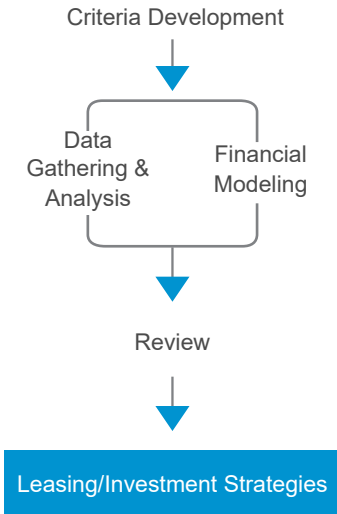 Criteria Development
Data
Gathering &
Analysis
Financial
Modeling
Review
Leasing/Investment Strategies